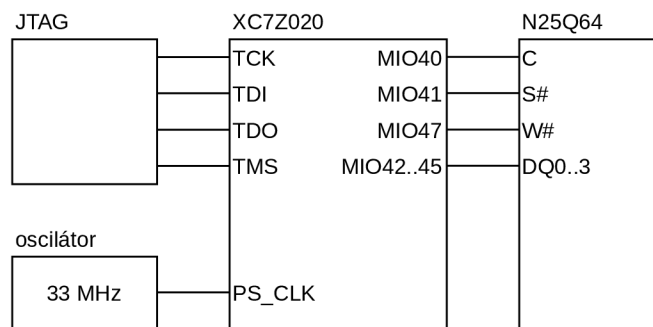 JTAG
XC7Z020
N25Q64
TCK
MIO40
C
TDI
MIO41
S#
TDO
MIO47
W#
TMS
MIO42..45
DQ0..3
oscilátor
33 MHz
PS_CLK